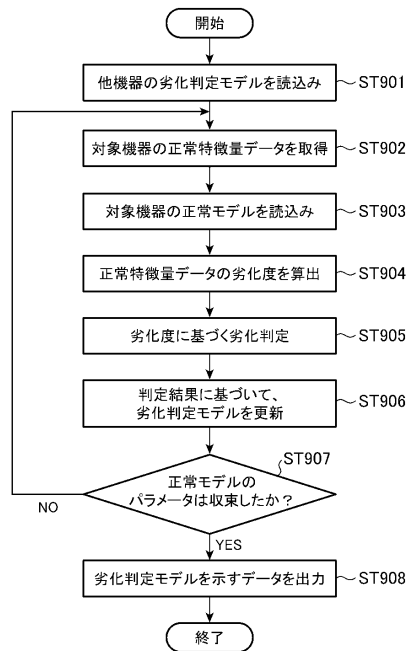 開始
他機器の劣化判定モデルを読込み
ST901
対象機器の正常特徴量データを取得
ST902
対象機器の正常モデルを読込み
ST903
正常特徴量データの劣化度を算出
ST904
劣化度に基づく劣化判定
ST905
判定結果に基づいて、
劣化判定モデルを更新
ST906
ST907
正常モデルの
パラメータは収束したか？
NO
YES
劣化判定モデルを示すデータを出力
ST908
終了